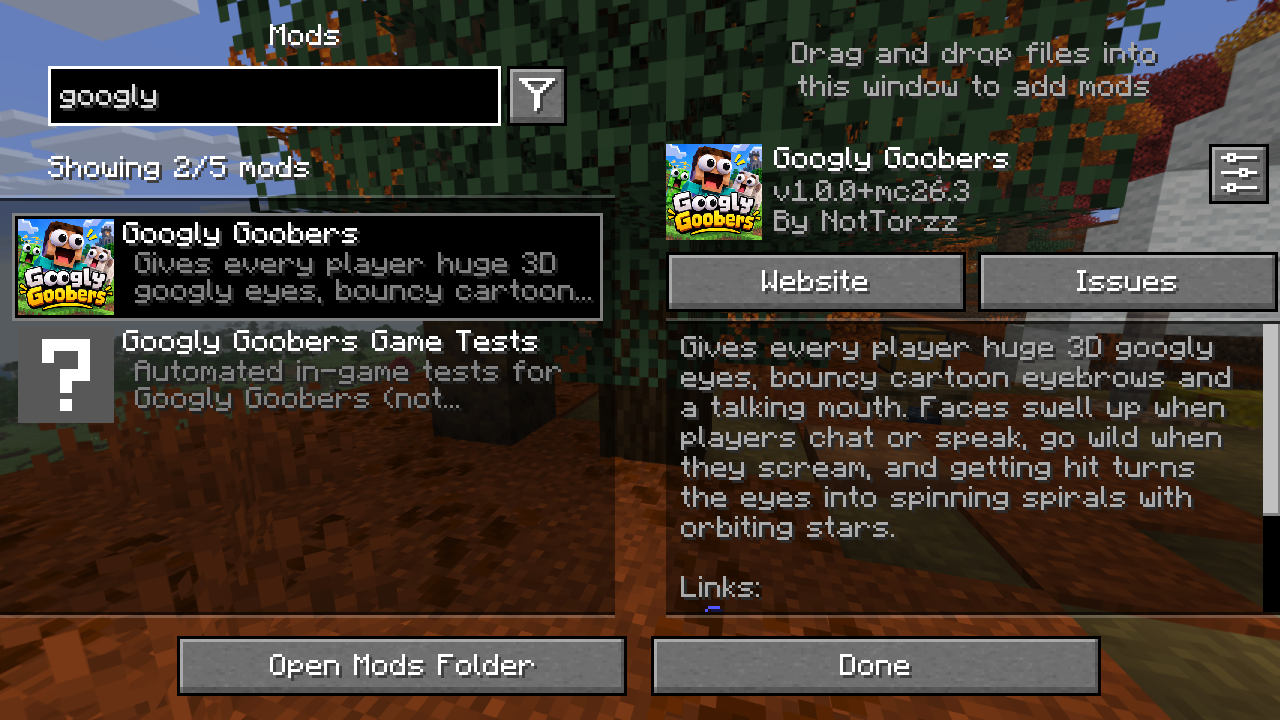 Mods
googly
Showing 2/5 mods
Googly Goobers
Gives every player huge 3D
googly eyes, bouncy cartoon...
Googly Goobers Game Tests
Automated in-game tests for
Googly Goobers (not...
Drag and drop files into
this window to add mods
Googly Goobers
v1.0.0+mc26.3
By NotTorzz
Website
Issues
Gives every player huge 3D googly
eyes, bouncy cartoon eyebrows and
a talking mouth. Faces swell up when
players chat or speak, go wild when
they scream, and getting hit turns
the eyes into spinning spirals with
orbiting stars.
Links:
Open Mods Folder
Done
Googly
Goobers
Googly
Goobers